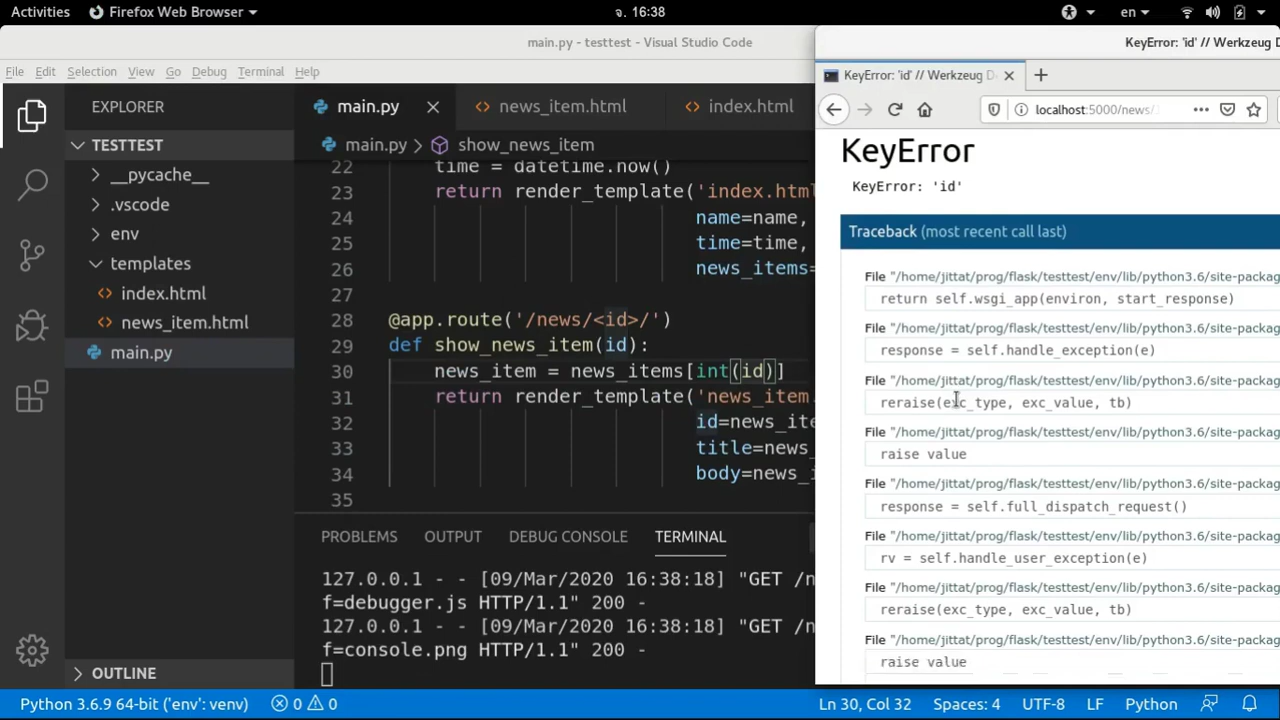 Activities
Firefox Web Browser
จ. 16:38
en
main.py - testtest - Visual Studio Code
KeyError: 'id' // Werkzeug D
File Edit Selection View Go Debug Terminal Help
KeyError: 'id' // Werkzeug D
EXPLORER
main.py
news_item.html
index.html
localhost:5000/news/
TESTTEST
main.py > show_news_item
__pycache__
.vscode
env
templates
index.html
news_item.html
main.py
OUTLINE
22 time = datetime.now()
23 return render_template('index.html
24 name=name,
25 time=time,
26 news_items=
27
28 @app.route('/news/<id>/')
29 def show_news_item(id):
30 news_item = news_items[int(id)]
31 return render_template('news_item.
32 id=news_ite
33 title=news_
34 body=news_i
35
PROBLEMS OUTPUT DEBUG CONSOLE TERMINAL
127.0.0.1 - - [09/Mar/2020 16:38:18] "GET /n
f=debugger.js HTTP/1.1" 200 -
127.0.0.1 - - [09/Mar/2020 16:38:18] "GET /n
f=console.png HTTP/1.1" 200 -
KeyError
KeyError: 'id'
Traceback (most recent call last)
File "/home/jittat/prog/flask/testtest/env/lib/python3.6/site-packag
return self.wsgi_app(environ, start_response)
File "/home/jittat/prog/flask/testtest/env/lib/python3.6/site-packag
response = self.handle_exception(e)
File "/home/jittat/prog/flask/testtest/env/lib/python3.6/site-packag
reraise(exc_type, exc_value, tb)
File "/home/jittat/prog/flask/testtest/env/lib/python3.6/site-packag
raise value
File "/home/jittat/prog/flask/testtest/env/lib/python3.6/site-packag
response = self.full_dispatch_request()
File "/home/jittat/prog/flask/testtest/env/lib/python3.6/site-packag
rv = self.handle_user_exception(e)
File "/home/jittat/prog/flask/testtest/env/lib/python3.6/site-packag
reraise(exc_type, exc_value, tb)
File "/home/jittat/prog/flask/testtest/env/lib/python3.6/site-packag
raise value
Python 3.6.9 64-bit ('env': venv) 0 0 Ln 30, Col 32 Spaces: 4 UTF-8 LF Python